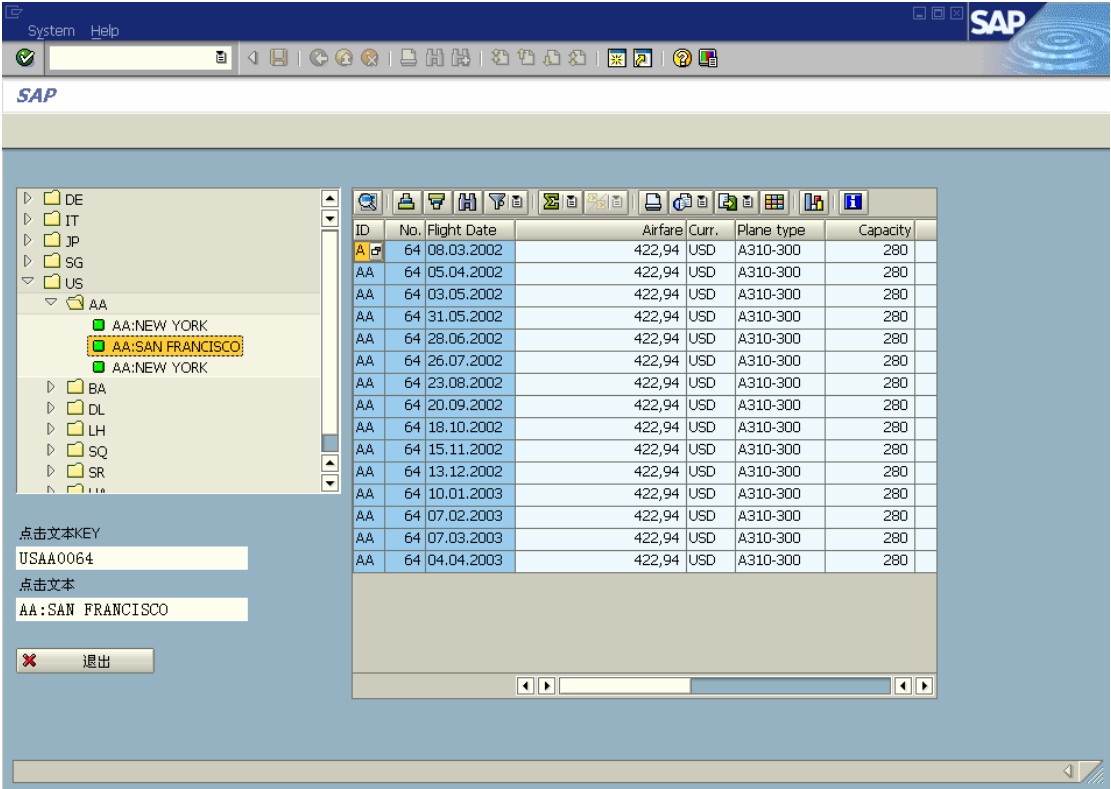 System Help
SAP
SAP
DE
IT
JP
SG
US
AA
AA:NEW YORK
AA:SAN FRANCISCO
AA:NEW YORK
BA
DL
LH
SQ
SR
ID No. Flight Date Airfare Curr. Plane type Capacity
A 64 08.03.2002 422,94 USD A310-300 280
AA 64 05.04.2002 422,94 USD A310-300 280
AA 64 03.05.2002 422,94 USD A310-300 280
AA 64 31.05.2002 422,94 USD A310-300 280
AA 64 28.06.2002 422,94 USD A310-300 280
AA 64 26.07.2002 422,94 USD A310-300 280
AA 64 23.08.2002 422,94 USD A310-300 280
AA 64 20.09.2002 422,94 USD A310-300 280
AA 64 18.10.2002 422,94 USD A310-300 280
AA 64 15.11.2002 422,94 USD A310-300 280
AA 64 13.12.2002 422,94 USD A310-300 280
AA 64 10.01.2003 422,94 USD A310-300 280
AA 64 07.02.2003 422,94 USD A310-300 280
AA 64 07.03.2003 422,94 USD A310-300 280
AA 64 04.04.2003 422,94 USD A310-300 280
点击文本KEY
USAA0064
点击文本
AA:SAN FRANCISCO
退出